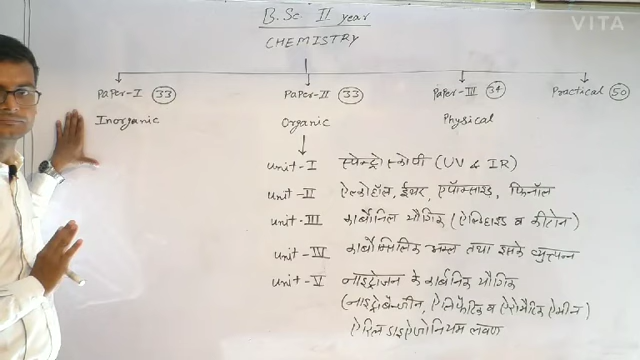 VITA
B.Sc II year
CHEMISTRY
Paper-I (33) Paper-II (33) Paper-III (34) Practical (50)
Inorganic Organic Physical
unit-I स्पेक्ट्रोस्कोपी (UV & IR)
unit-II ऐल्कोहॉल, ईथर, एपॉक्साइड, फिनॉल
unit-III कार्बोनिल यौगिक (ऐल्डिहाइड व कीटोन)
unit-IV कार्बोक्सिलिक अम्ल तथा इसके व्युत्पन्न
unit-V नाइट्रोजन के कार्बनिक यौगिक
(नाइट्रोबेन्जीन, ऐलिफैटिक व ऐरोमैटिक ऐमीन)
ऐरिल डाइऐजोनियम लवण